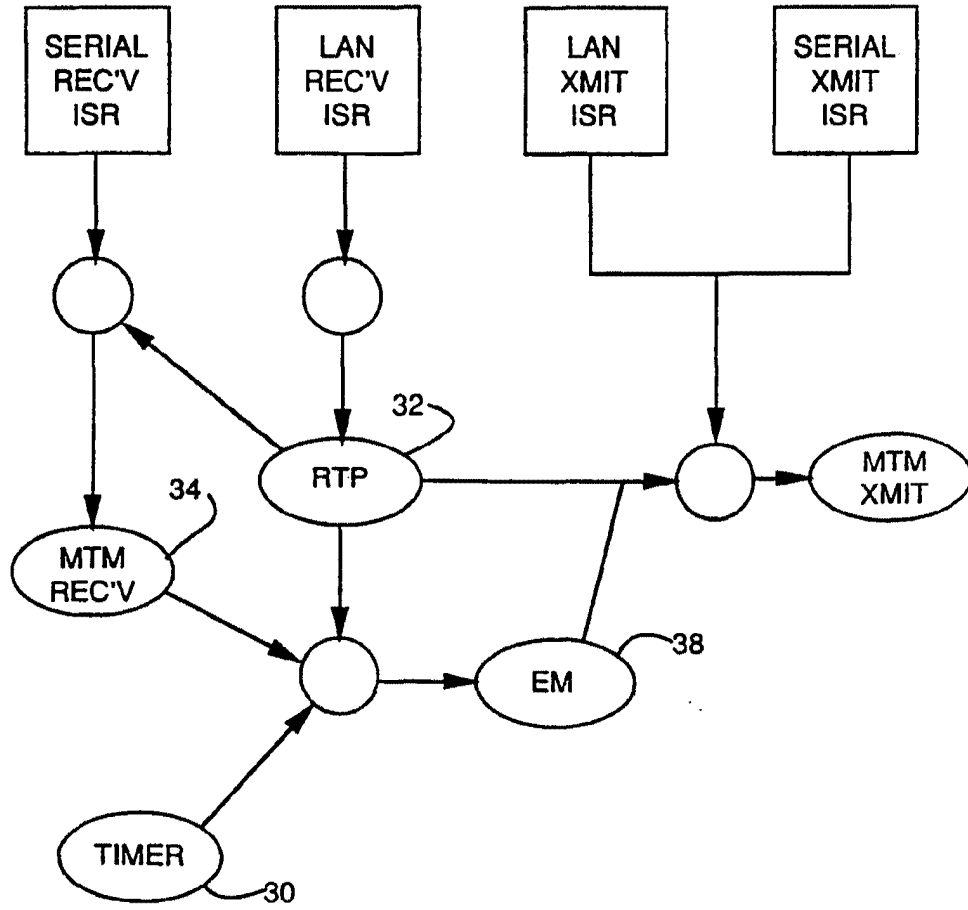 SERIAL
REC'V
ISR
LAN
REC'V
ISR
LAN
XMIT
ISR
SERIAL
XMIT
ISR
32
RTP
MTM
XMIT
34
MTM
REC'V
38
EM
TIMER
30